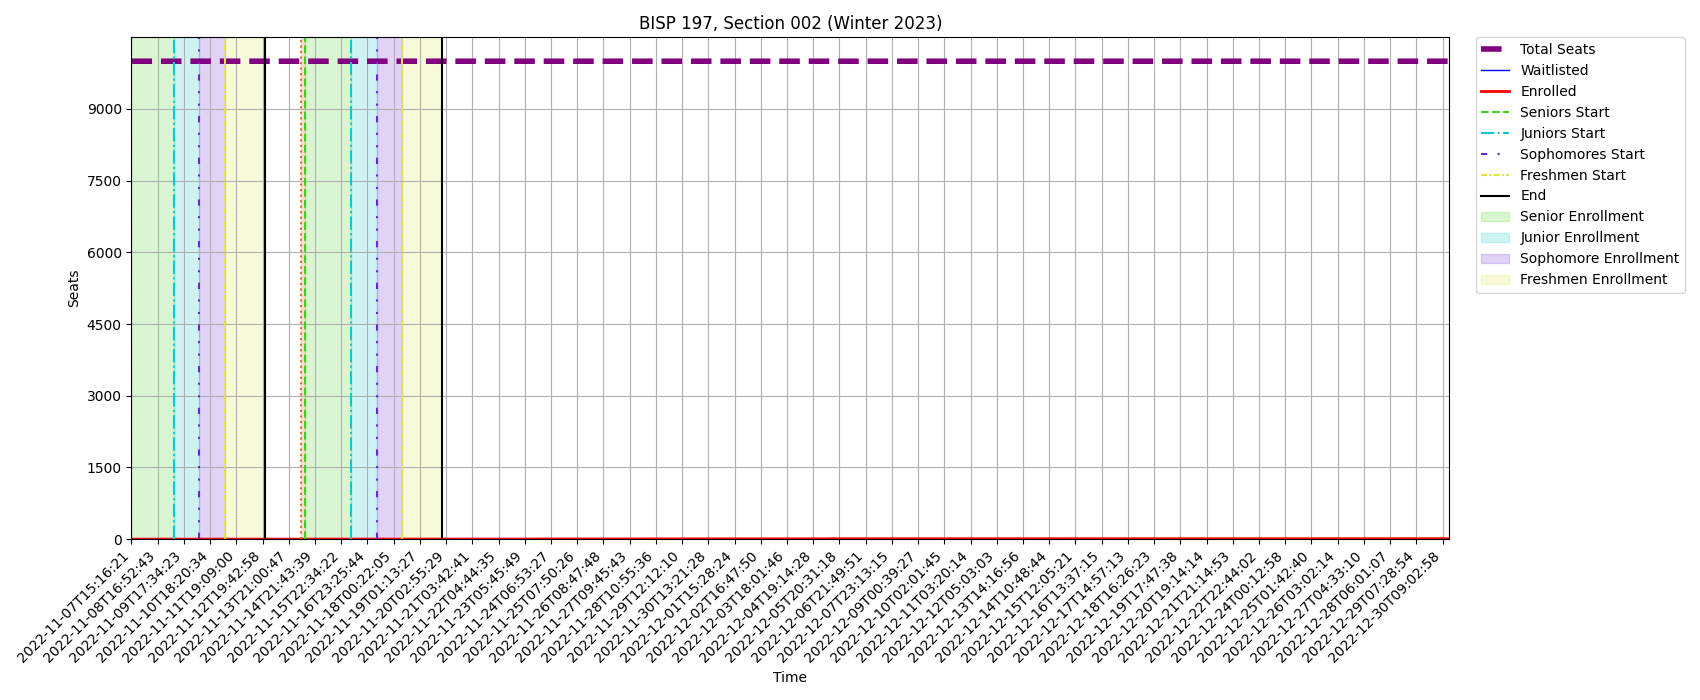 BISP 197, Section 002 (Winter 2023)
Total Seats
Waitlisted
Enrolled
Seniors Start
Juniors Start
Sophomores Start
Freshmen Start
End
Senior Enrollment
Junior Enrollment
Sophomore Enrollment
Freshmen Enrollment
Seats
9000
7500
6000
4500
3000
1500
0
2022-11-07T15:16:21
2022-11-08T16:52:43
2022-11-09T17:34:23
2022-11-10T18:20:34
2022-11-11T19:09:00
2022-11-12T19:42:58
2022-11-13T21:00:47
2022-11-14T21:43:39
2022-11-15T22:34:22
2022-11-16T23:25:44
2022-11-18T00:22:05
2022-11-19T01:13:27
2022-11-20T02:55:29
2022-11-21T03:42:41
2022-11-22T04:44:35
2022-11-23T05:45:49
2022-11-24T06:53:27
2022-11-25T07:50:26
2022-11-26T08:47:48
2022-11-27T09:45:43
2022-11-28T10:55:36
2022-11-29T12:12:10
2022-11-30T13:21:28
2022-12-01T15:28:24
2022-12-02T16:47:50
2022-12-03T18:01:46
2022-12-04T19:14:28
2022-12-05T20:31:18
2022-12-06T21:49:51
2022-12-07T23:13:15
2022-12-09T00:39:27
2022-12-10T02:01:45
2022-12-11T03:20:14
2022-12-12T05:03:03
2022-12-13T14:16:56
2022-12-14T10:48:44
2022-12-15T12:05:21
2022-12-16T13:37:15
2022-12-17T14:57:13
2022-12-18T16:26:23
2022-12-19T17:47:38
2022-12-20T19:14:14
2022-12-21T21:14:53
2022-12-22T22:44:02
2022-12-24T00:12:58
2022-12-25T01:42:40
2022-12-26T03:02:14
2022-12-27T04:33:10
2022-12-28T06:01:07
2022-12-29T07:28:54
2022-12-30T09:02:58
Time